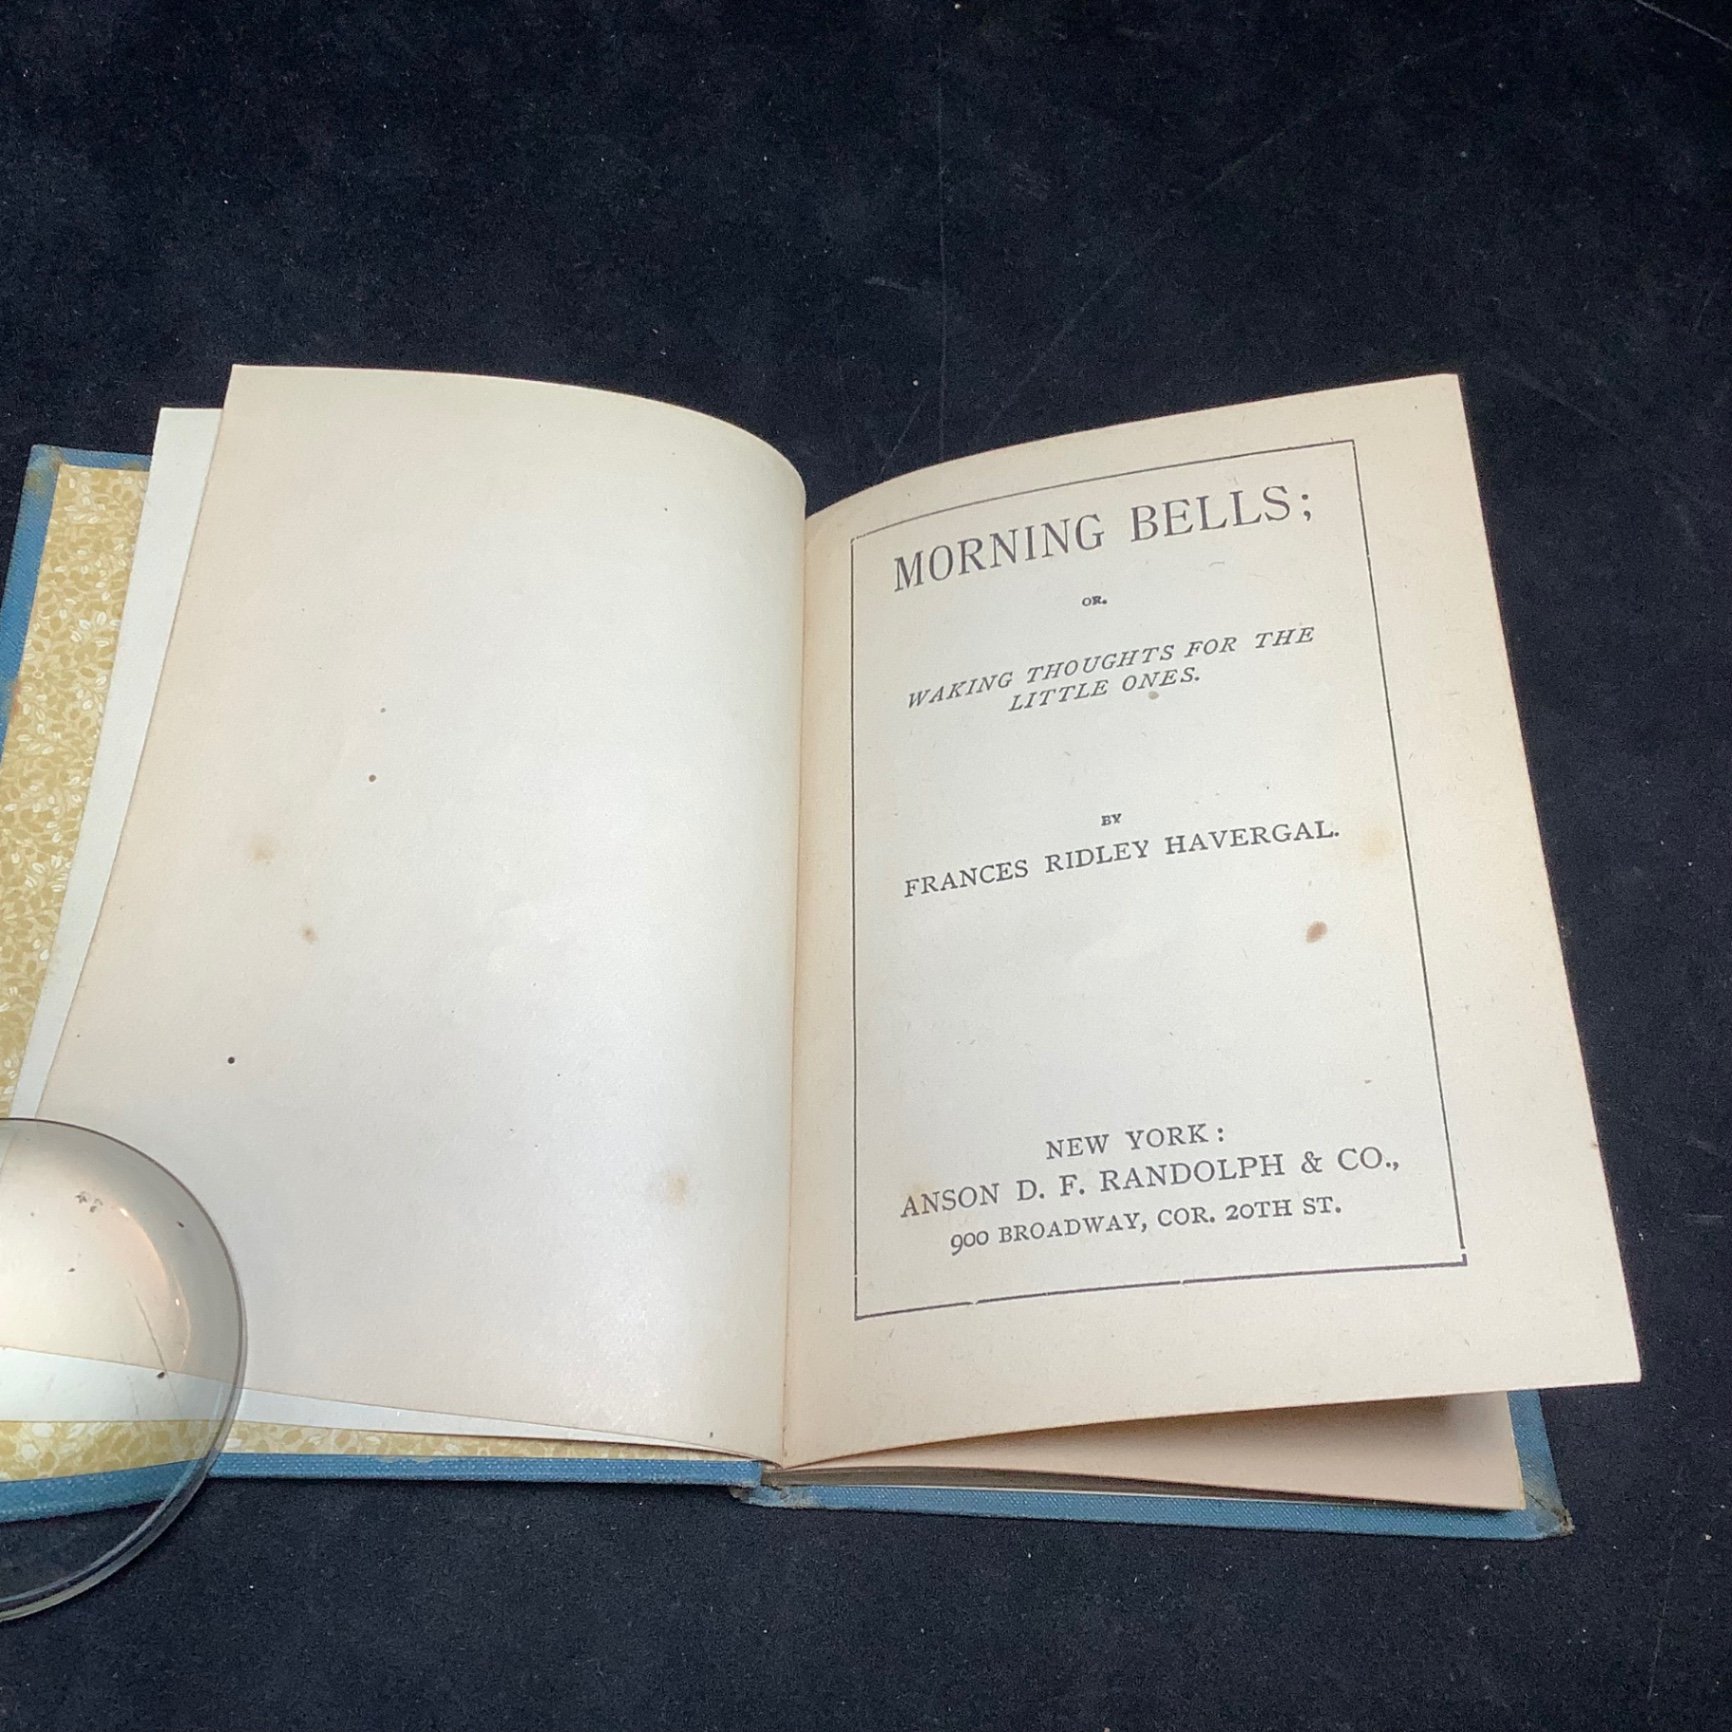 MORNING BELLS;
OR.
WAKING THOUGHTS FOR THE
LITTLE ONES.
BY
FRANCES RIDLEY HAVERGAL.
NEW YORK:
ANSON D. F. RANDOLPH & CO.,
900 BROADWAY, COR. 20TH ST.